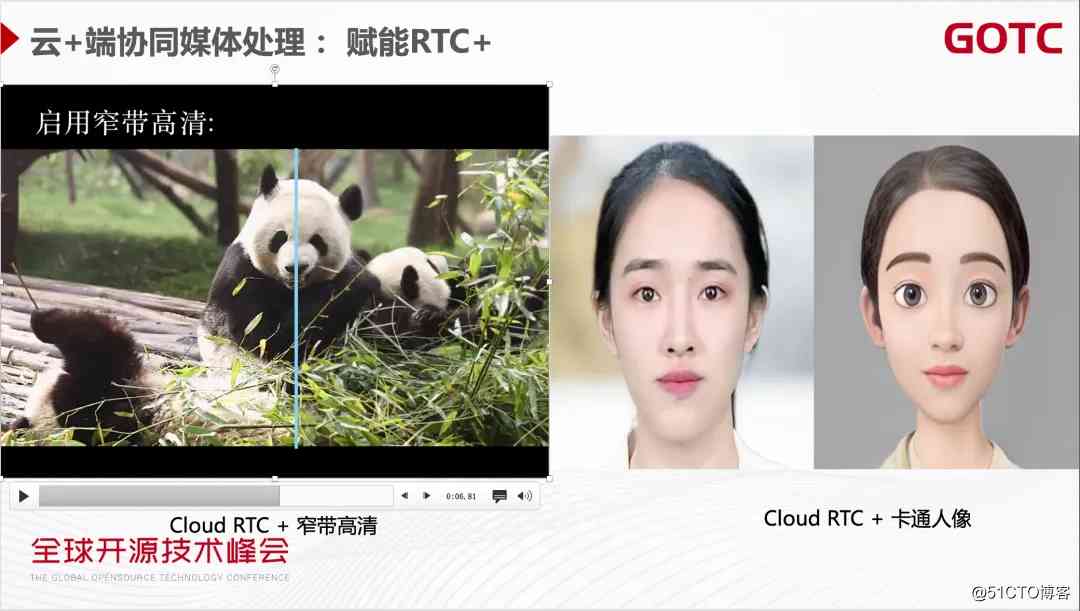 云+端协同媒体处理： 赋能RTC+
GOTC
启用窄带高清:
0:06.81
Cloud RTC + 窄带高清
Cloud RTC + 卡通人像
全球开源技术峰会
THE GLOBAL OPENSOURCE TECHNOLOGY CONFERENCE
@51CTO博客